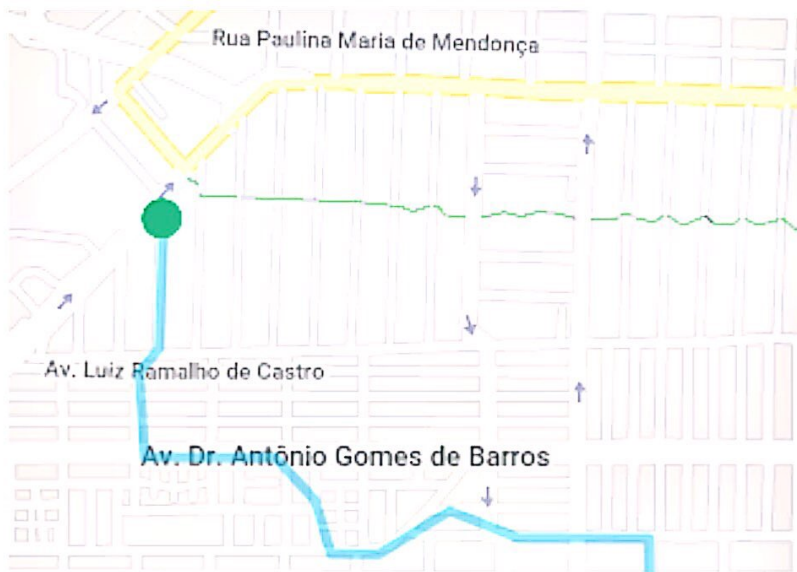 Rua Paulina Maria de Mendonça
Av. Luiz Ramalho de Castro
Av. Dr. Antônio Gomes de Barros